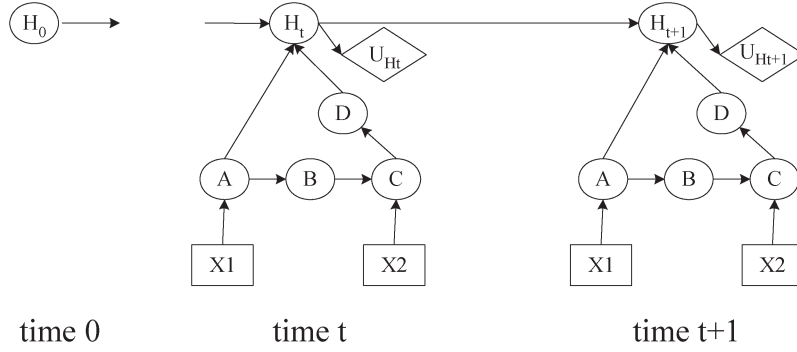 H0 Ht Ht+1
UHt UHt+1
D D
A B C A B C
X1 X2 X1 X2
time 0 time t time t+1